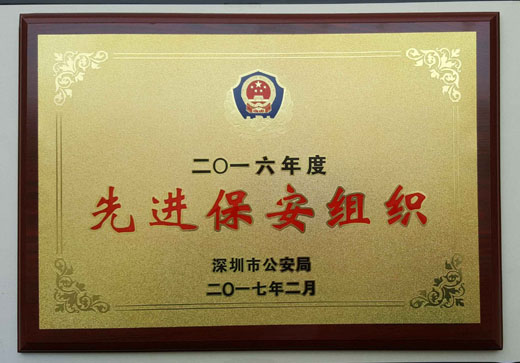 二〇一六年度
先进保安组织
深圳市公安局
二〇一七年二月